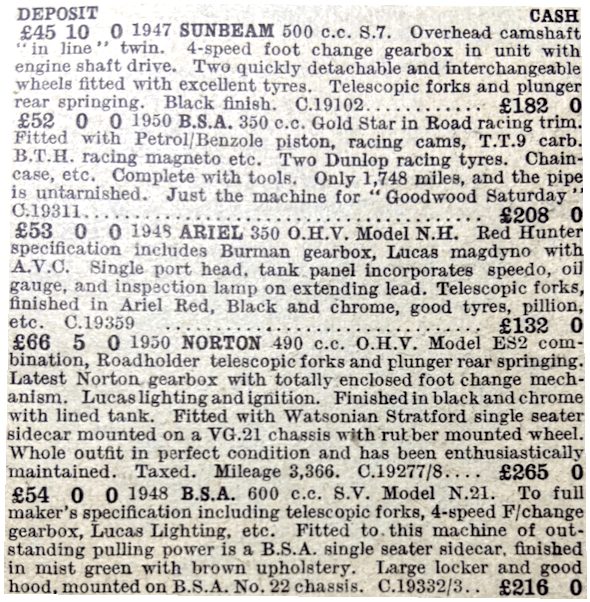 DEPOSIT CASH
£45 10 0 1947 SUNBEAM 500 c.c. S.7. Overhead camshaft
"in line" twin. 4-speed foot change gearbox in unit with
engine shaft drive. Two quickly detachable and interchangeable
wheels fitted with excellent tyres. Telescopic forks and plunger
rear springing. Black finish. C.19102............ £182 0
£52 0 0 1950 B.S.A. 350 c.c. Gold Star in Road racing trim.
Fitted with Petrol/Benzole piston, racing cams, T.T.9 carb.
B.T.H. racing magneto etc. Two Dunlop racing tyres. Chain-
case, etc. Complete with tools. Only 1,748 miles, and the pipe
is untarnished. Just the machine for "Goodwood Saturday"
C.19311............................................ £208 0
£53 0 0 1948 ARIEL 350 O.H.V. Model N.H. Red Hunter
specification includes Burman gearbox, Lucas magdyno with
A.V.C. Single port head, tank panel incorporates speedo, oil
gauge, and inspection lamp on extending lead. Telescopic forks,
finished in Ariel Red, Black and chrome, good tyres, pillion,
etc. C.19359 .................................. £132 0
£66 5 0 1950 NORTON 490 c.c. O.H.V. Model ES2 com-
bination, Roadholder telescopic forks and plunger rear springing.
Latest Norton gearbox with totally enclosed foot change mech-
anism. Lucas lighting and ignition. Finished in black and chrome
with lined tank. Fitted with Watsonian Stratford single seater
sidecar mounted on a VG.21 chassis with rubber mounted wheel.
Whole outfit in perfect condition and has been enthusiastically
maintained. Taxed. Mileage 3,366. C.19277/8.... £265 0
£54 0 0 1948 B.S.A. 600 c.c. S.V. Model N.21. To full
maker's specification including telescopic forks, 4-speed F/change
gearbox, Lucas Lighting, etc. Fitted to this machine of out-
standing pulling power is a B.S.A. single seater sidecar, finished
in mist green with brown upholstery. Large locker and good
hood, mounted on B.S.A. No. 22 chassis. C.19332/3.. £216 0